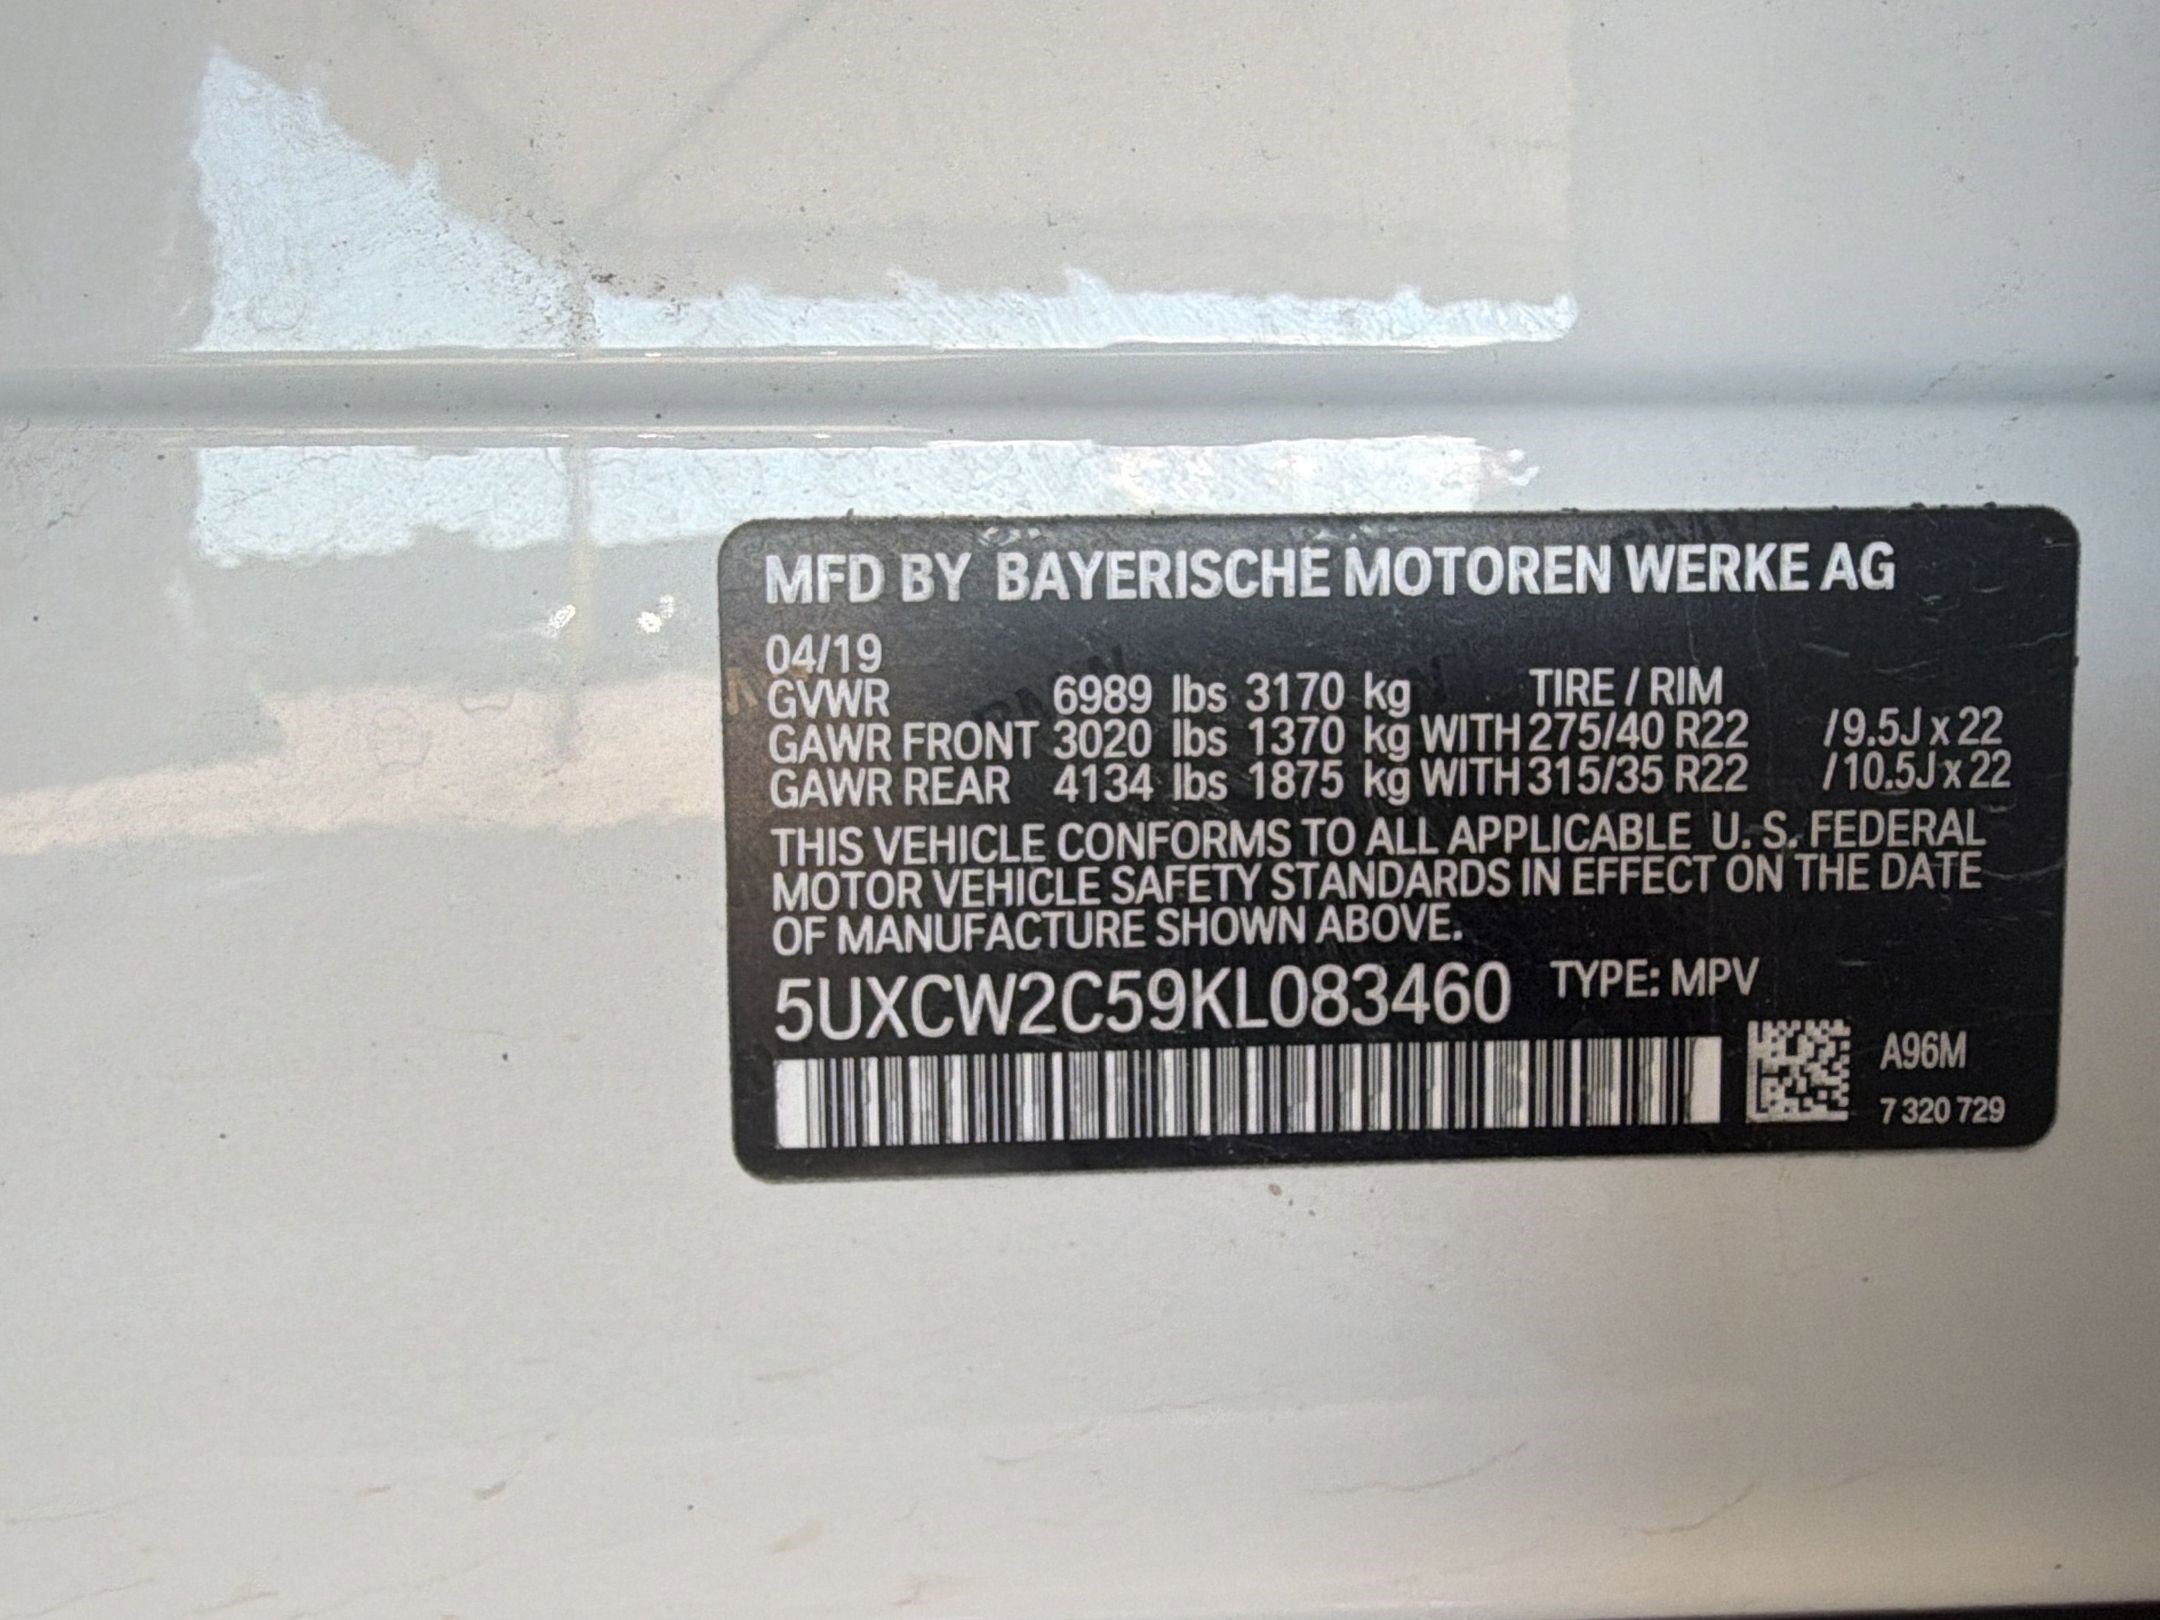 MFD BY BAYERISCHE MOTOREN WERKE AG
04/19
GVWR 6989 lbs 3170 kg TIRE / RIM
GAWR FRONT 3020 lbs 1370 kg WITH 275/40 R22 /9.5J x 22
GAWR REAR 4134 lbs 1875 kg WITH 315/35 R22 /10.5J x 22
THIS VEHICLE CONFORMS TO ALL APPLICABLE U. S. FEDERAL
MOTOR VEHICLE SAFETY STANDARDS IN EFFECT ON THE DATE
OF MANUFACTURE SHOWN ABOVE.
5UXCW2C59KL083460 TYPE: MPV
A96M
7 320 729